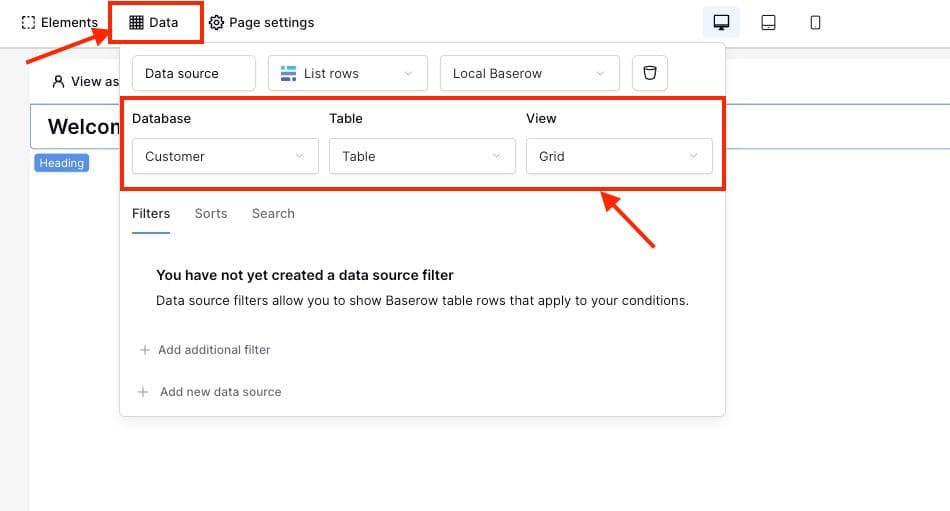 Elements
Data
Page settings
View as
Data source
List rows
Local Baserow
Welcom
Heading
Database
Table
View
Customer
Table
Grid
Filters
Sorts
Search
You have not yet created a data source filter
Data source filters allow you to show Baserow table rows that apply to your conditions.
+ Add additional filter
+ Add new data source